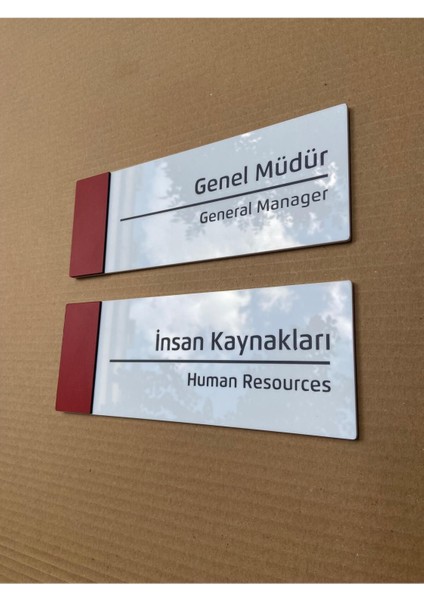 Genel Müdür
General Manager
İnsan Kaynakları
Human Resources